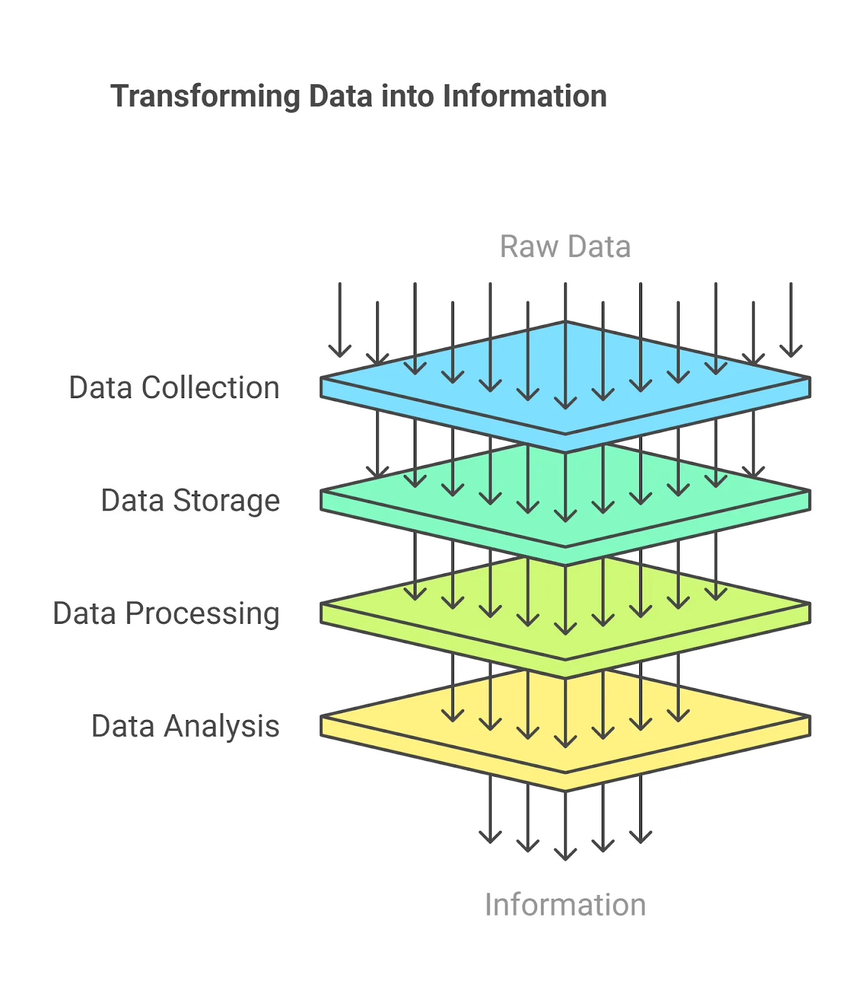 Transforming Data into Information
Raw Data
Data Collection
Data Storage
Data Processing
Data Analysis
Information